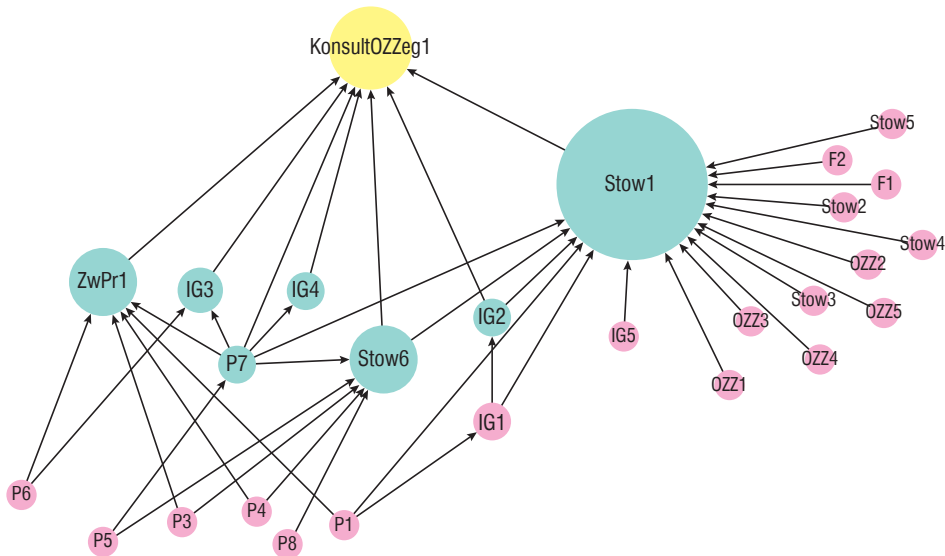 KonsultOZZeg1
Stow5
F2
F1
Stow1
Stow2
Stow4
OZZ2
ZwPr1
IG3
IG4
Stow3
OZZ5
IG2
OZZ3
IG5
OZZ4
P7
Stow6
OZZ1
IG1
P6
P4
P3
P1
P5
P8